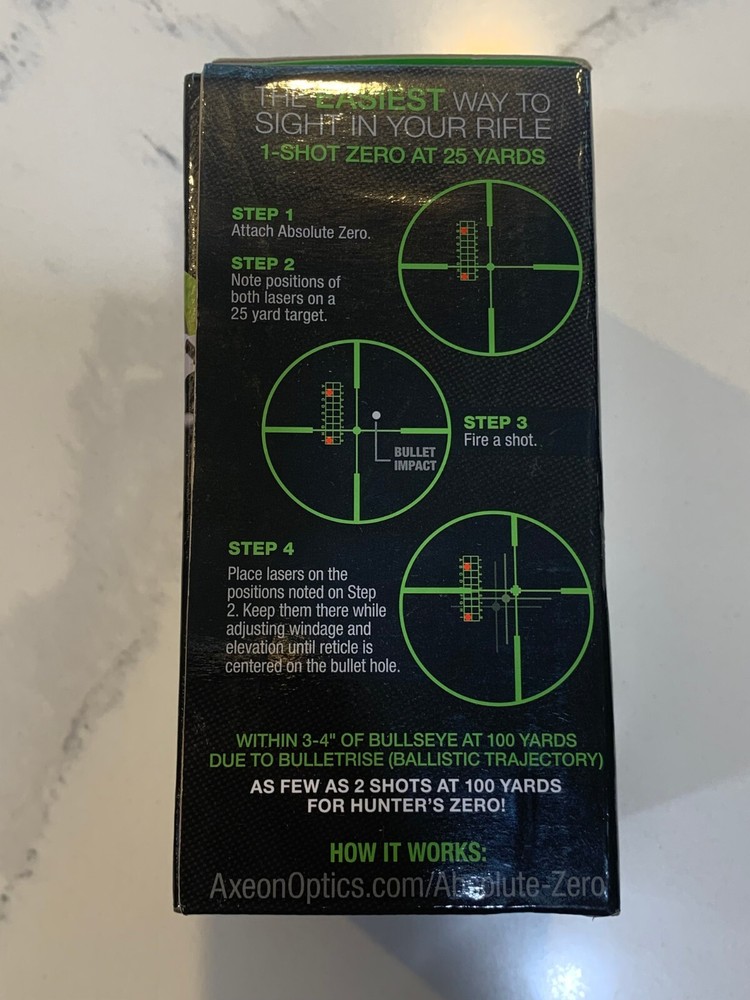 THE EASIEST WAY TO
SIGHT IN YOUR RIFLE
1-SHOT ZERO AT 25 YARDS
STEP 1
Attach Absolute Zero.
STEP 2
Note positions of
both lasers on a
25 yard target.
BULLET
IMPACT
STEP 3
Fire a shot.
STEP 4
Place lasers on the
positions noted on Step
2. Keep them there while
adjusting windage and
elevation until reticle is
centered on the bullet hole.
WITHIN 3-4" OF BULLSEYE AT 100 YARDS
DUE TO BULLETRISE (BALLISTIC TRAJECTORY)
AS FEW AS 2 SHOTS AT 100 YARDS
FOR HUNTER'S ZERO!
HOW IT WORKS:
AxeonOptics.com/Absolute-Zero